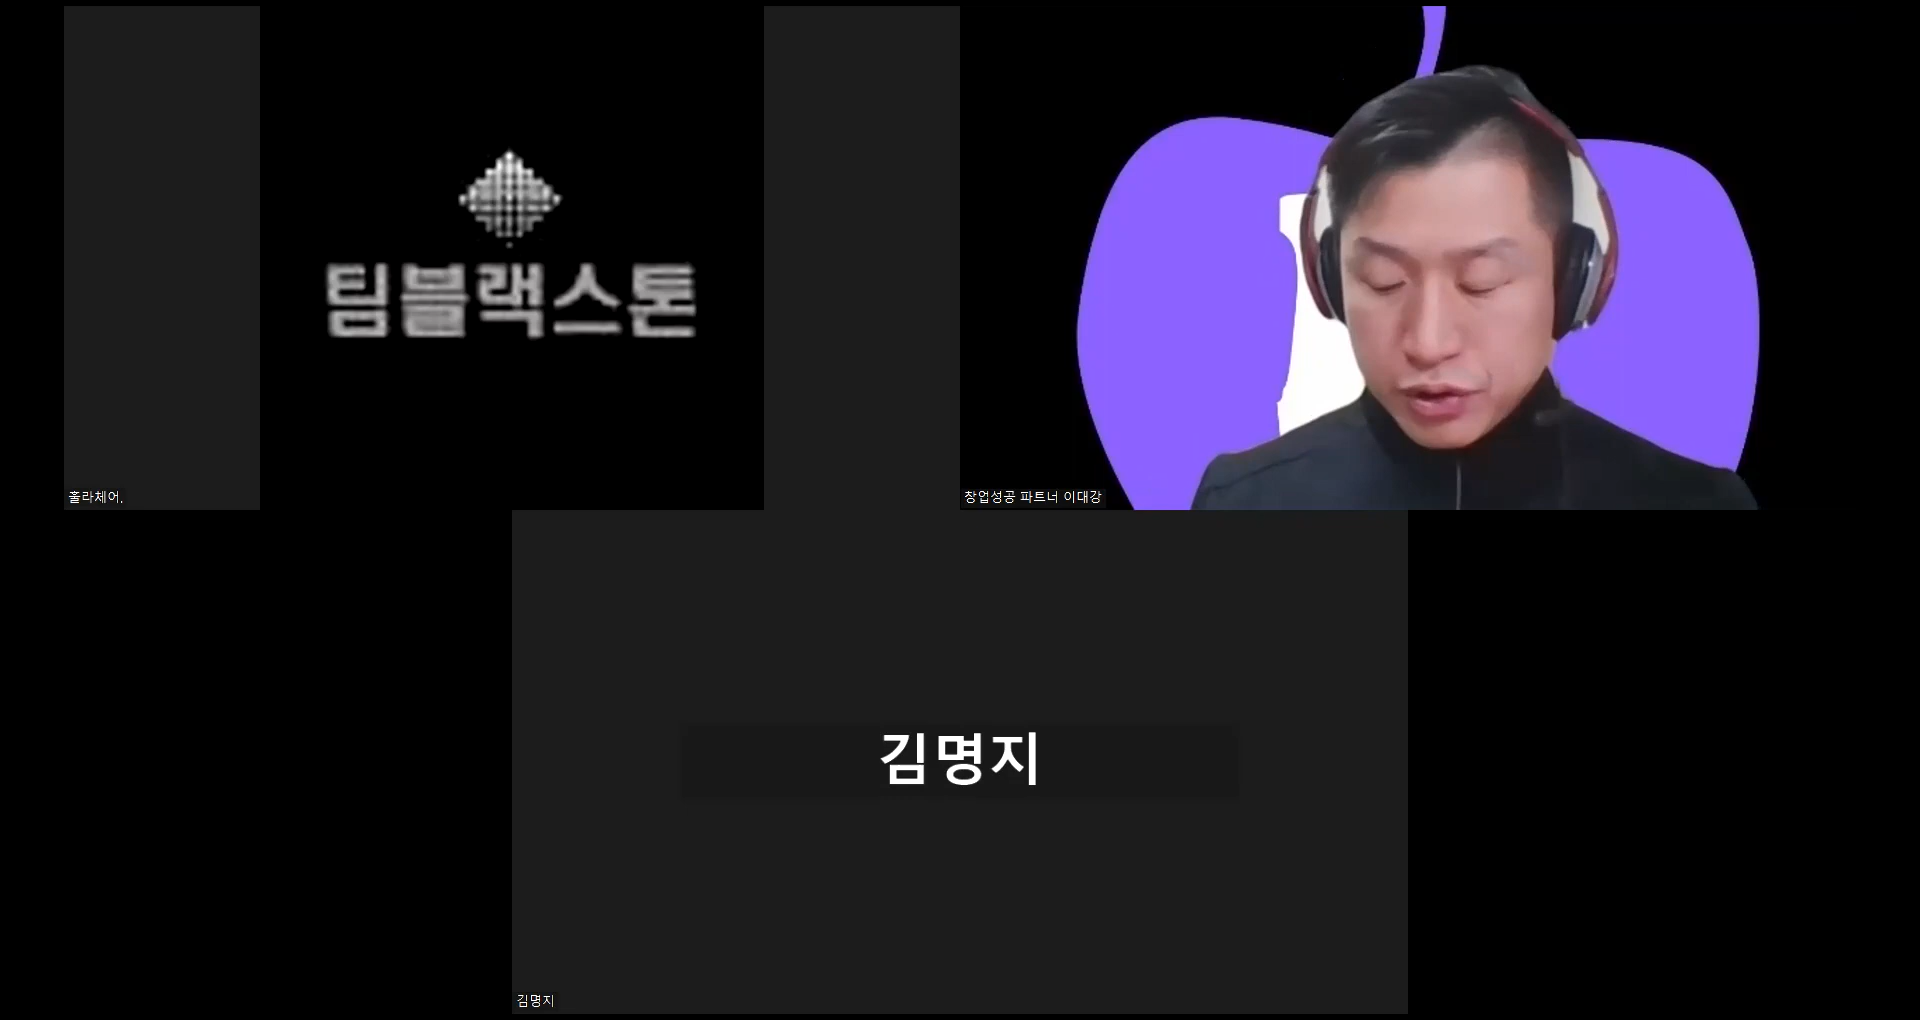 팀블랙스톤
홀라체어.
창업성공 파트너 이대강
김명지
김명지